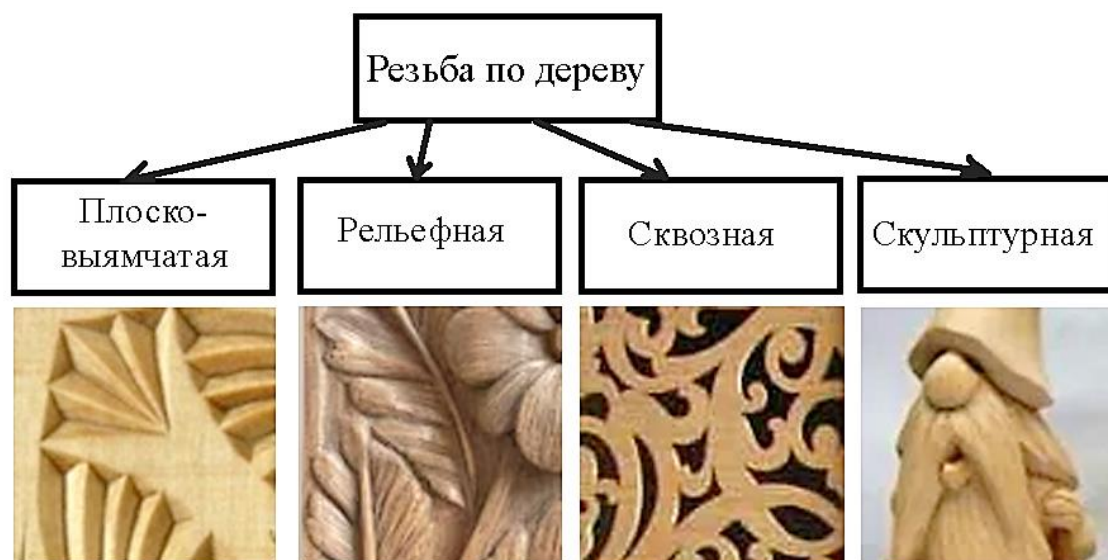 Резьба по дереву
Плоско-
выямчатая
Рельефная
Сквозная
Скульптурная